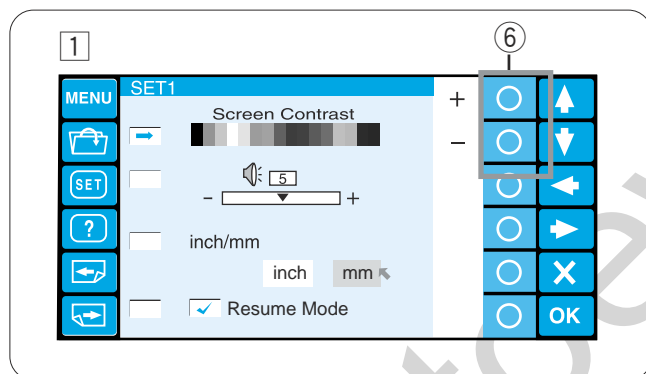 1
6
MENU
SET1
+
Screen Contrast
−
SET
5
- +
?
inch/mm
inch mm
Resume Mode
X
OK